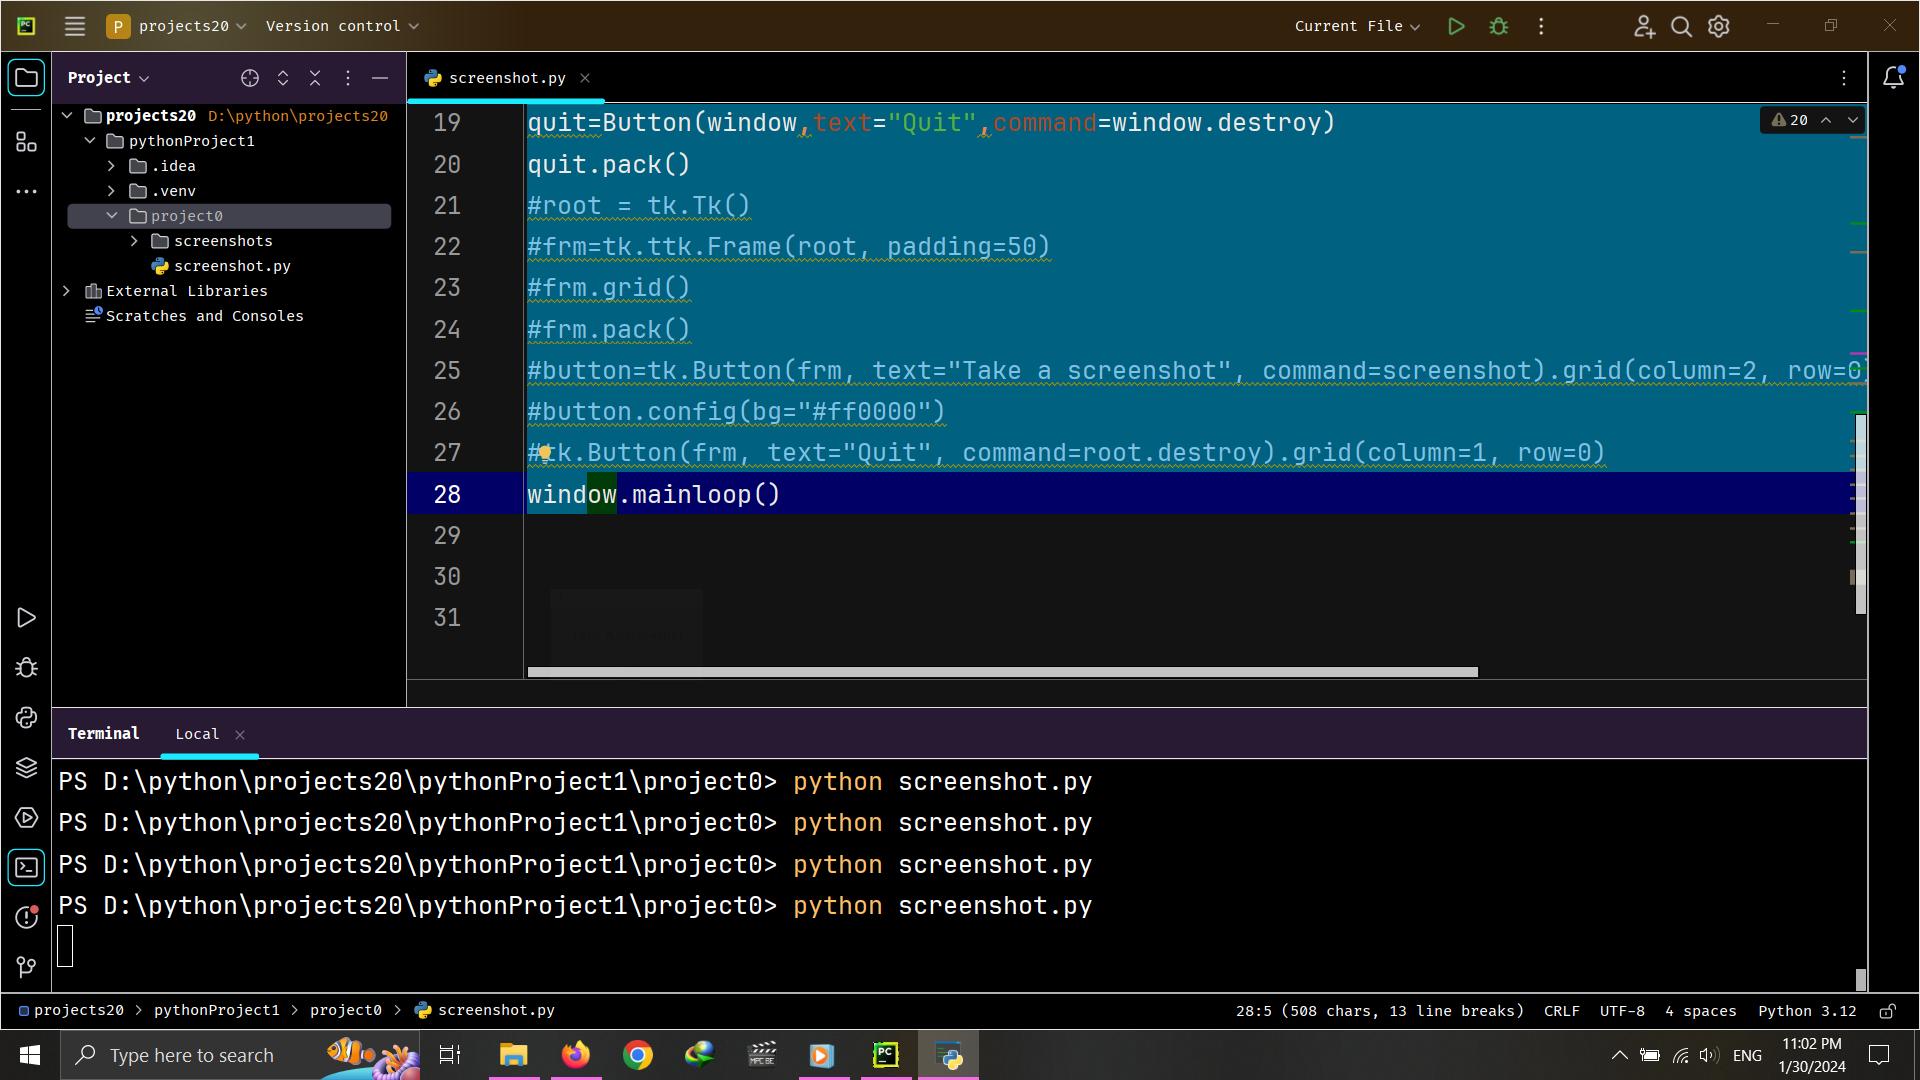 P projects20 Version control Current File
Project screenshot.py
projects20 D:\python\projects20
pythonProject1
.idea
.venv
project0
screenshots
screenshot.py
External Libraries
Scratches and Consoles
20
19 quit=Button(window,text="Quit",command=window.destroy)
20 quit.pack()
21 #root = tk.Tk()
22 #frm=tk.ttk.Frame(root, padding=50)
23 #frm.grid()
24 #frm.pack()
25 #button=tk.Button(frm, text="Take a screenshot", command=screenshot).grid(column=2, row=0)
26 #button.config(bg="#ff0000")
27 #tk.Button(frm, text="Quit", command=root.destroy).grid(column=1, row=0)
28 window.mainloop()
29
30
31
Terminal Local
PS D:\python\projects20\pythonProject1\project0> python screenshot.py
PS D:\python\projects20\pythonProject1\project0> python screenshot.py
PS D:\python\projects20\pythonProject1\project0> python screenshot.py
PS D:\python\projects20\pythonProject1\project0> python screenshot.py
projects20 > pythonProject1 > project0 > screenshot.py 28:5 (508 chars, 13 line breaks) CRLF UTF-8 4 spaces Python 3.12
Type here to search ENG 11:02 PM
1/30/2024